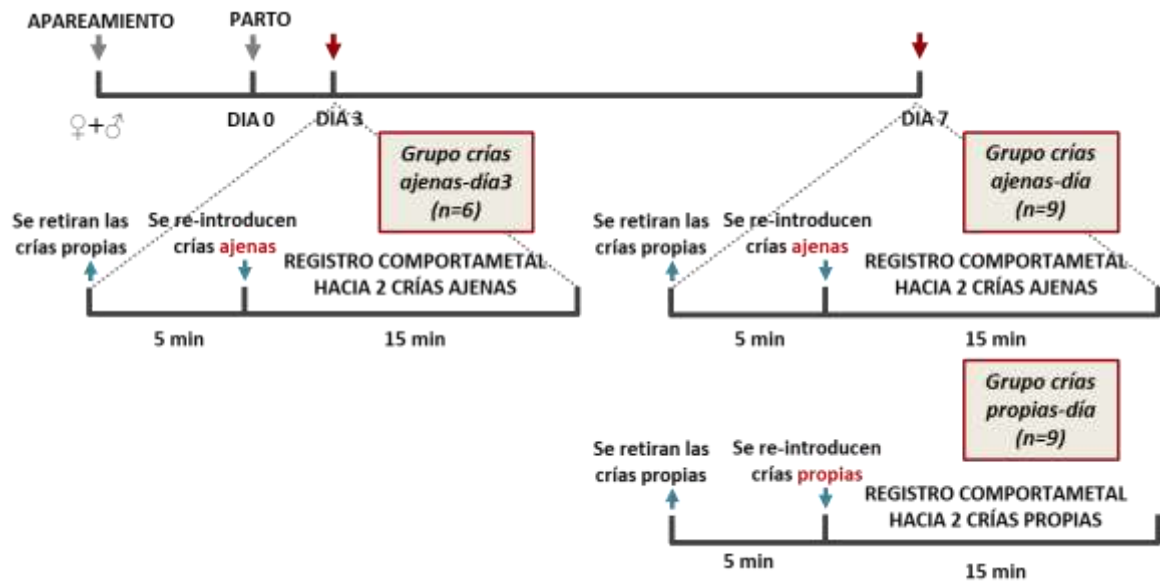 APAREAMIENTO
PARTO
♀+♂
DIA 0
DÍA 3
DÍA 7
Grupo crías
ajenas-día3
(n=6)
Se retiran las
crías propias
Se re-introducen
crías ajenas
REGISTRO COMPORTAMETAL
HACIA 2 CRÍAS AJENAS
5 min
15 min
Grupo crías
ajenas-día
(n=9)
Se retiran las
crías propias
Se re-introducen
crías ajenas
REGISTRO COMPORTAMETAL
HACIA 2 CRÍAS AJENAS
5 min
15 min
Grupo crías
propias-día
(n=9)
Se retiran las
crías propias
Se re-introducen
crías propias
REGISTRO COMPORTAMETAL
HACIA 2 CRÍAS PROPIAS
5 min
15 min